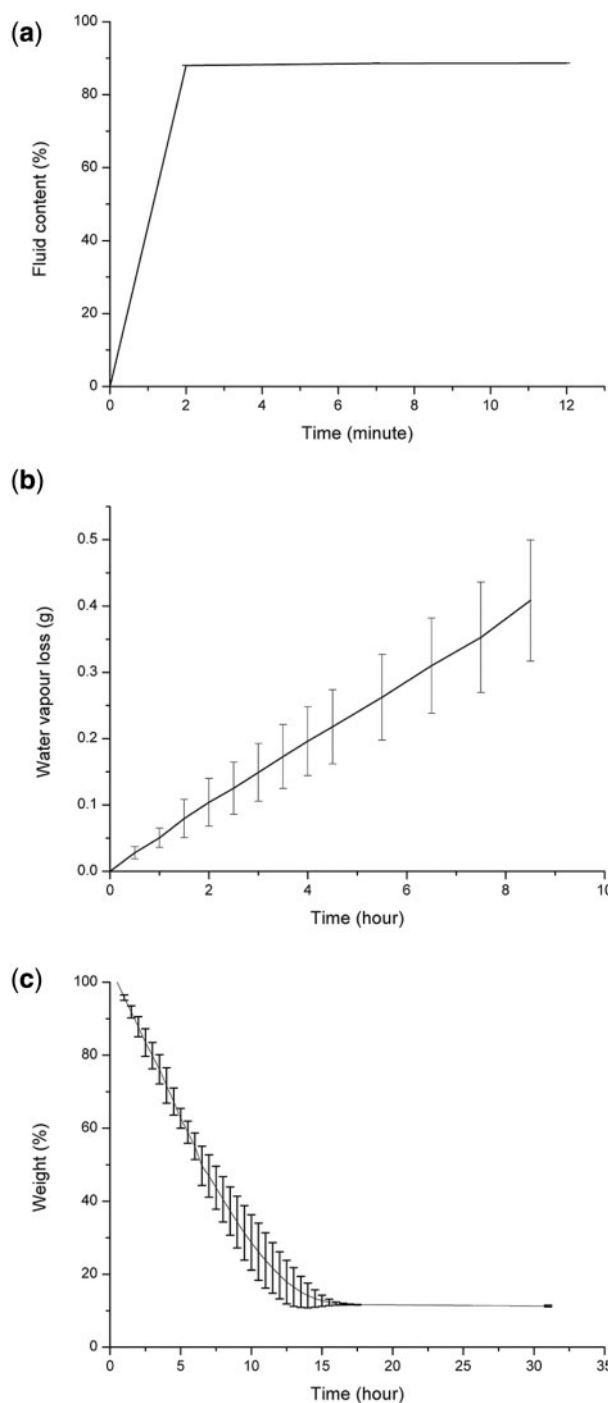 (a)
100
80
60
40
20
0
Fluid content (%)
0 2 4 6 8 10 12
Time (minute)
(b)
0.5
0.4
0.3
0.2
0.1
0.0
Water vapour loss (g)
0 2 4 6 8 10
Time (hour)
(c)
100
80
60
40
20
0
Weight (%)
0 5 10 15 20 25 30 35
Time (hour)